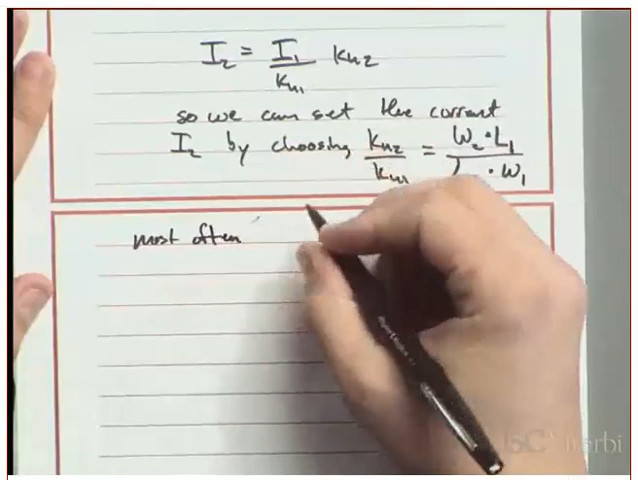 I₂ = I₁/kn1 kn2
so we can set the current
I₂ by choosing kn2/kn1 = W₂·L₁/L · W₁
most often